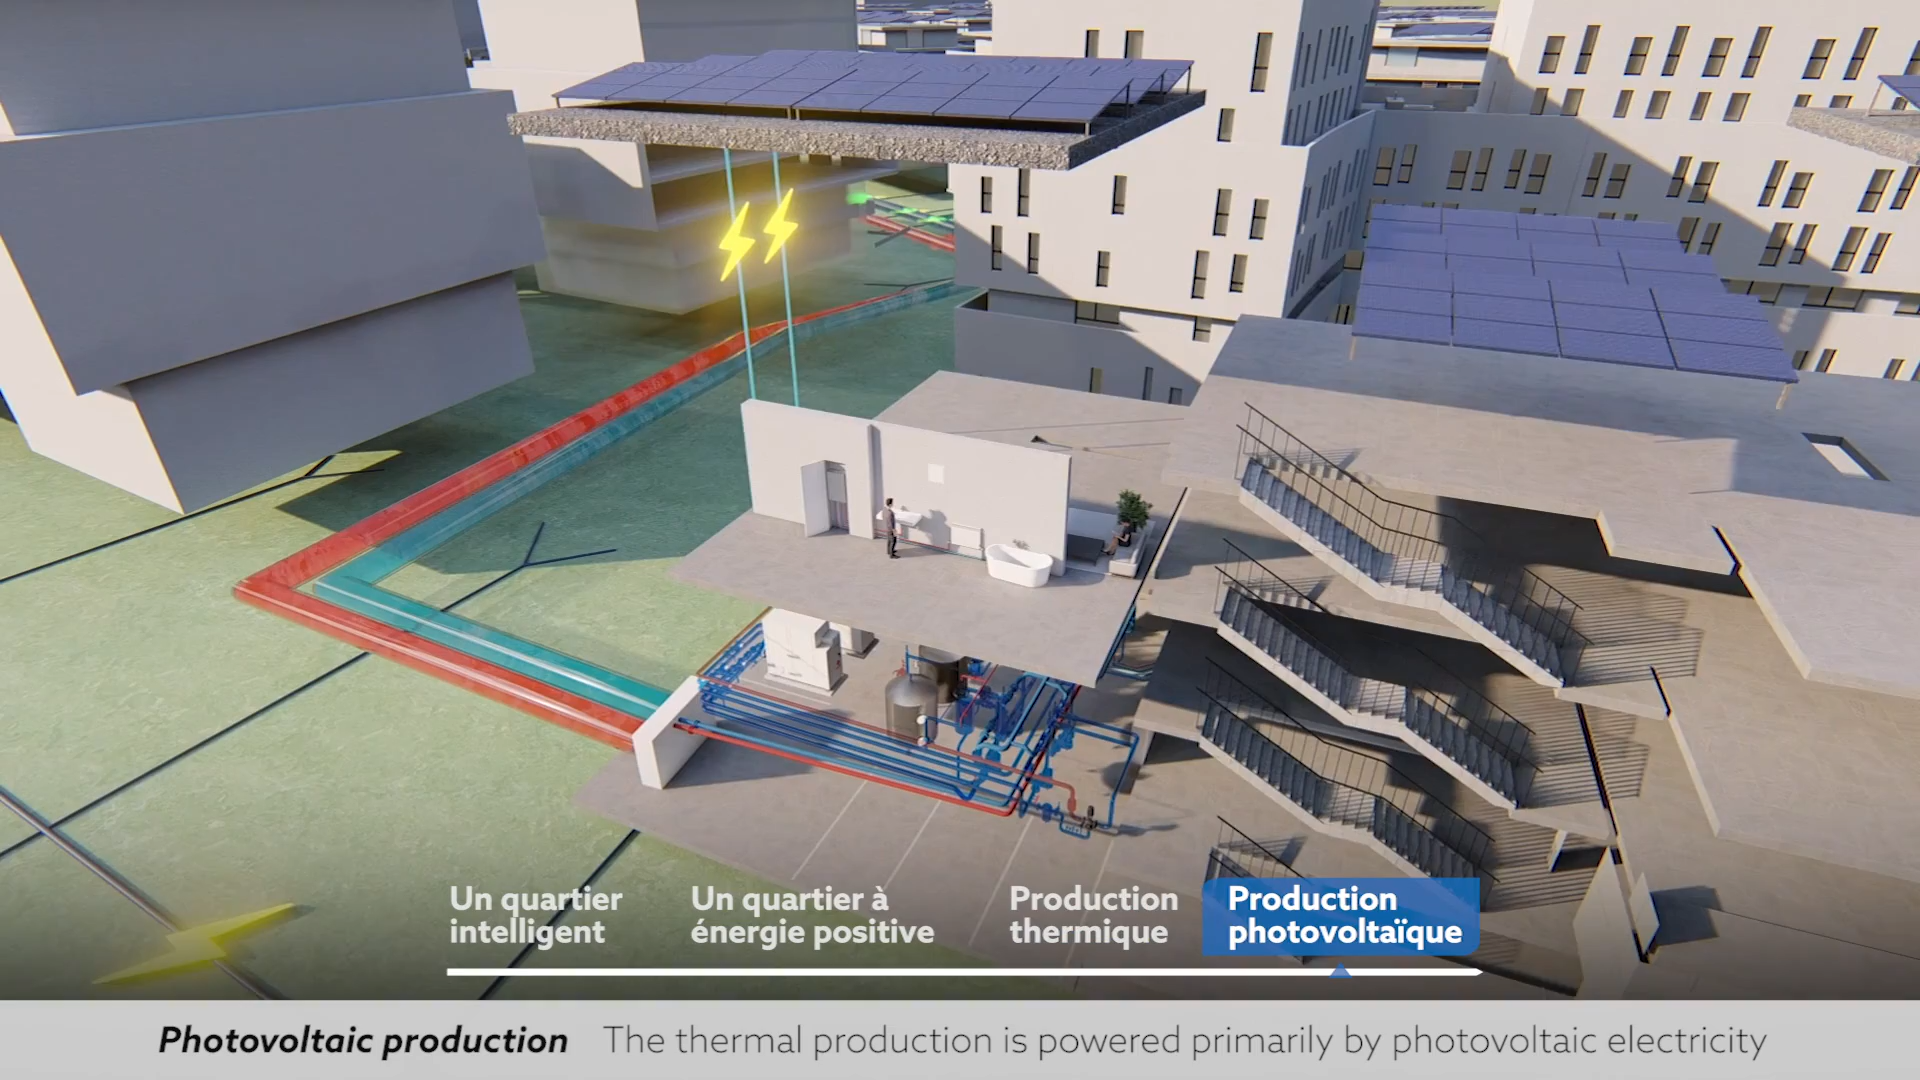 Un quartier
intelligent
Un quartier à
énergie positive
Production
thermique
Production
photovoltaïque
Photovoltaic production The thermal production is powered primarily by photovoltaic electricity